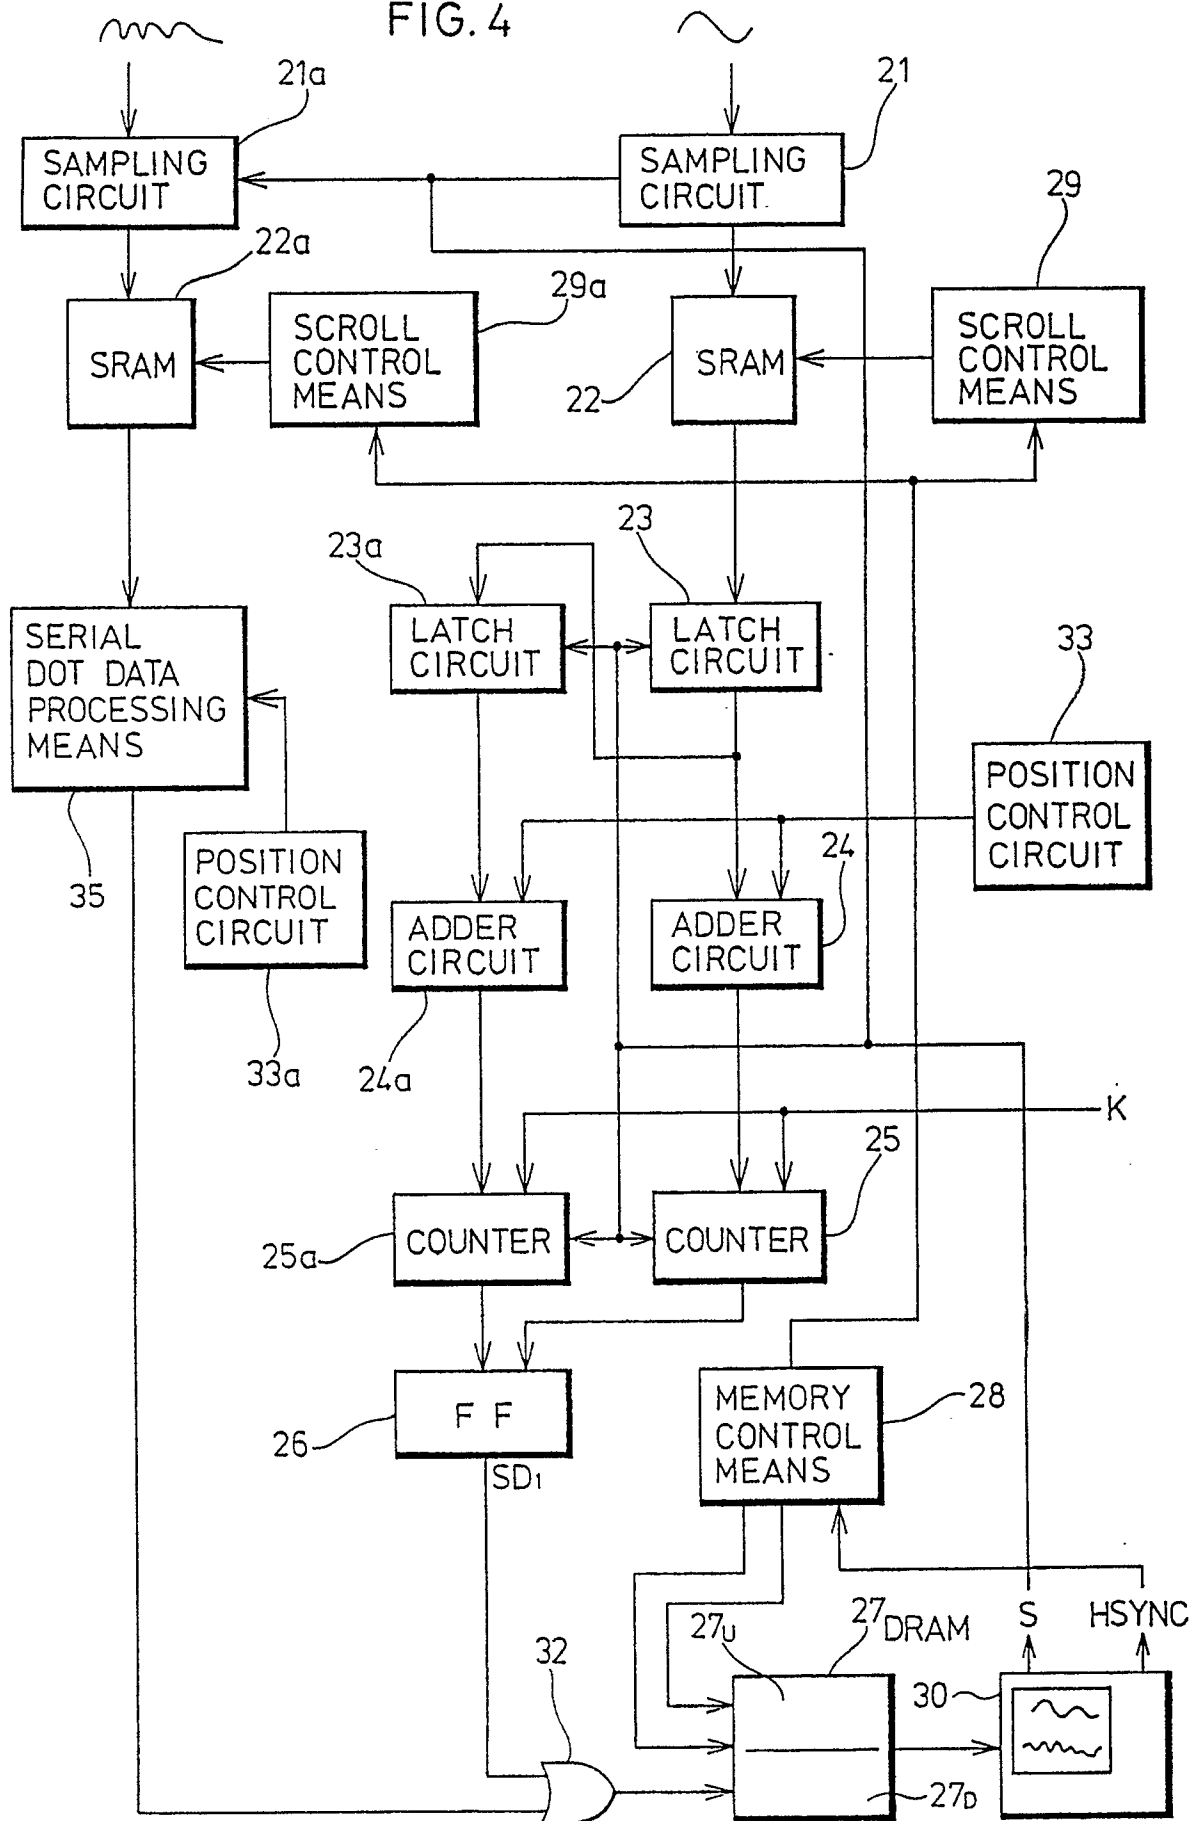 FIG. 4
21a
21
SAMPLING
CIRCUIT
SAMPLING
CIRCUIT.
29
22a
29a
SRAM
SCROLL
CONTROL
MEANS
22
SRAM
SCROLL
CONTROL
MEANS
23a
23
SERIAL
DOT DATA
PROCESSING
MEANS
LATCH
CIRCUIT
LATCH
CIRCUIT
33
POSITION
CONTROL
CIRCUIT
35
POSITION
CONTROL
CIRCUIT
24
ADDER
CIRCUIT
ADDER
CIRCUIT
33a
24a
K
25
25a
COUNTER
COUNTER
26
F F
SD1
MEMORY
CONTROL
MEANS
28
S
HSYNC
27U
27
DRAM
32
30
27D